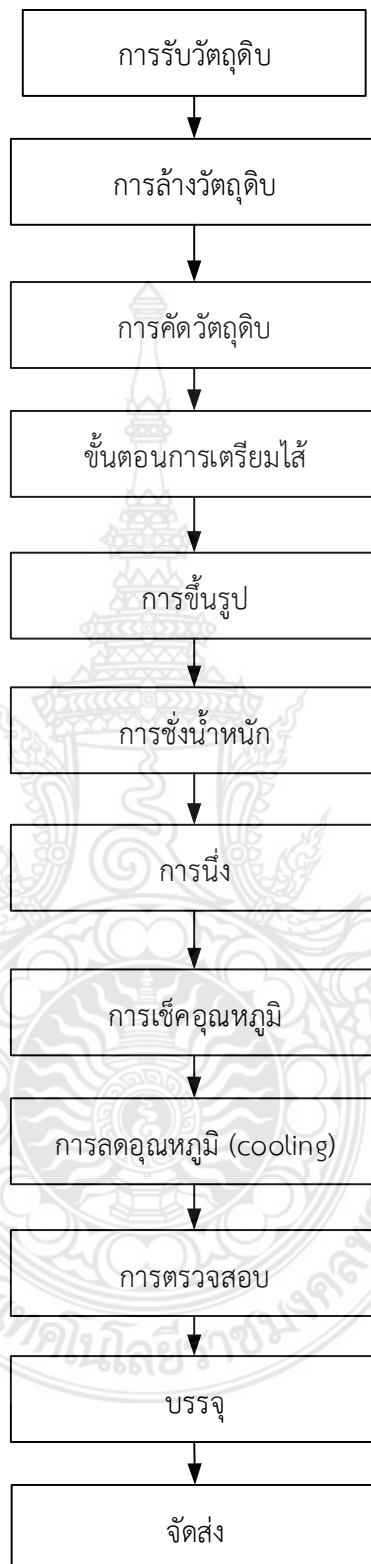 การรับวัตถุดิบ
การล้างวัตถุดิบ
การคัดวัตถุดิบ
ขั้นตอนการเตรียมไส้
การขึ้นรูป
การชั่งน้ำหนัก
การนึ่ง
การเช็คอุณหภูมิ
การลดอุณหภูมิ (cooling)
การตรวจสอบ
บรรจุ
จัดส่ง